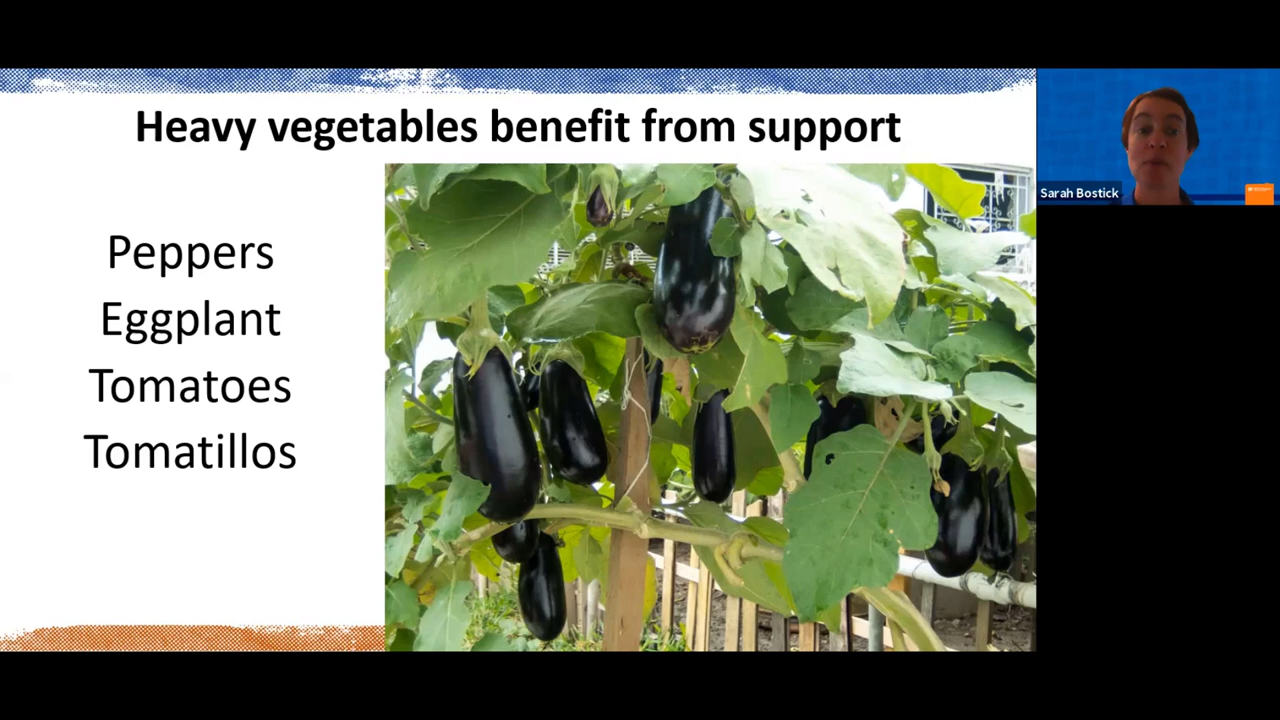 Heavy vegetables benefit from support
Peppers
Eggplant
Tomatoes
Tomatillos
Sarah Bostick